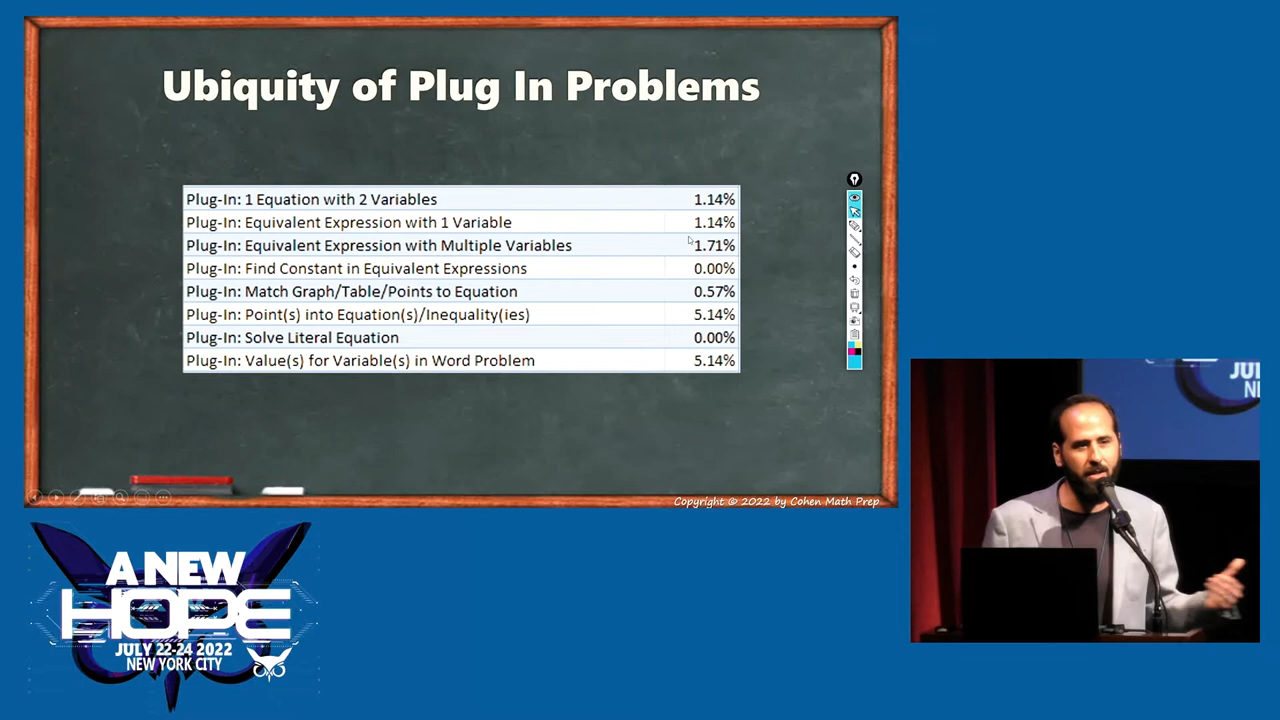 Ubiquity of Plug In Problems
Plug-In: 1 Equation with 2 Variables 1.14%
Plug-In: Equivalent Expression with 1 Variable 1.14%
Plug-In: Equivalent Expression with Multiple Variables 1.71%
Plug-In: Find Constant in Equivalent Expressions 0.00%
Plug-In: Match Graph/Table/Points to Equation 0.57%
Plug-In: Point(s) into Equation(s)/Inequality(ies) 5.14%
Plug-In: Solve Literal Equation 0.00%
Plug-In: Value(s) for Variable(s) in Word Problem 5.14%
Copyright © 2022 by Cohen Math Prep
A NEW
HOPE
JULY 22-24 2022
NEW YORK CITY
JUL
NE